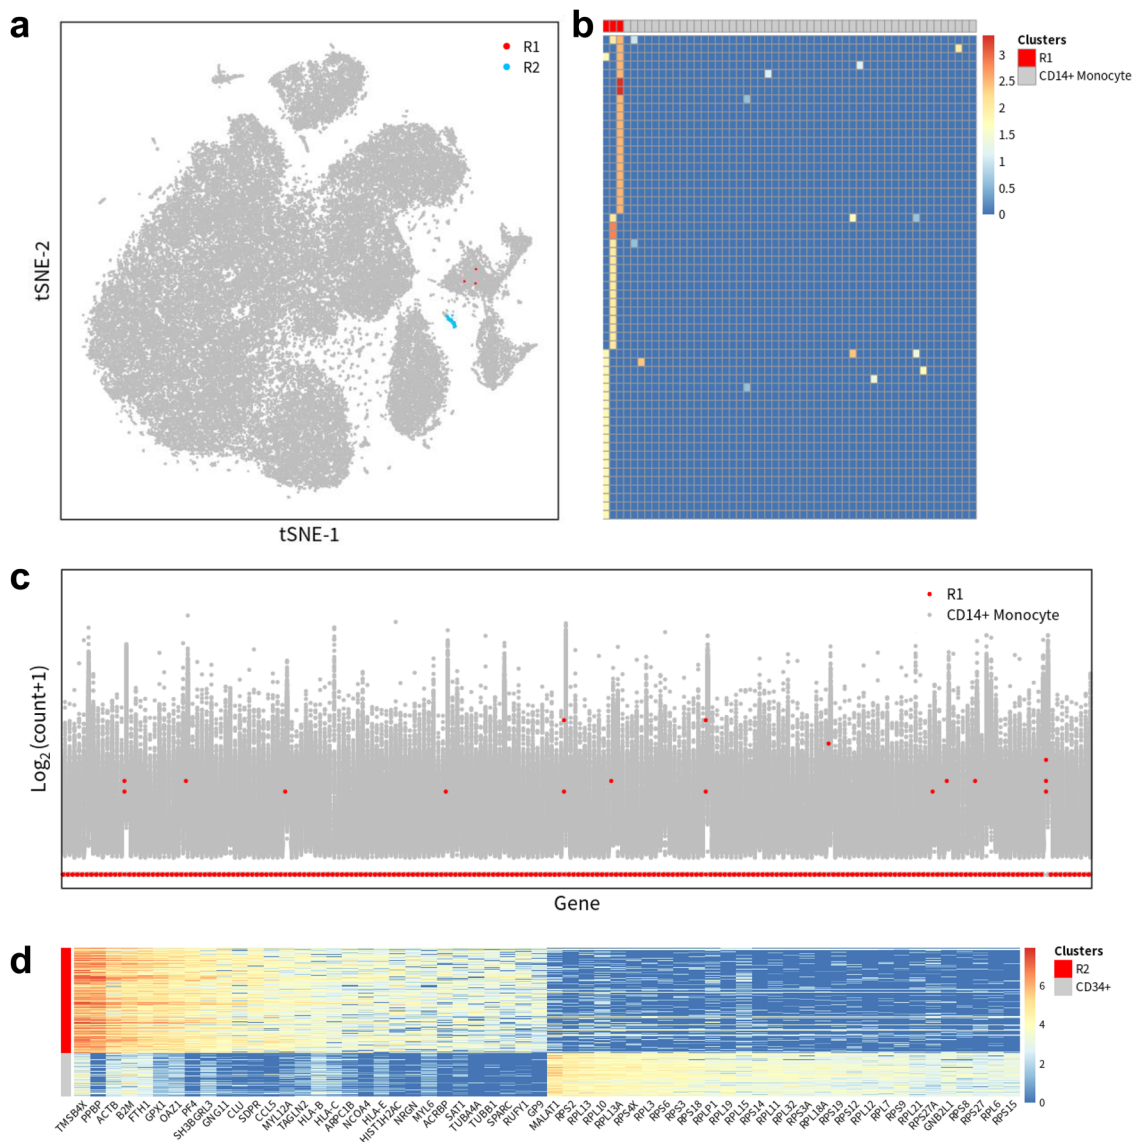 a
R1
R2
tSNE-2
tSNE-1
b
3
2.5
2
1.5
1
0.5
0
Clusters
R1
CD14+ Monocyte
c
R1
CD14+ Monocyte
Log2 (count+1)
Gene
d
Clusters
R2
CD34+
6
4
2
0
TMSB4X
PPBP
ACTB
B2M
FTH1
GPX1
OAZ1
PF4
SH3BGRL3
GNG11
CLU
SDPR
CCL5
MYL12A
TAGLN2
HLA-B
HLA-C
ARPC1B
NCOA4
HLA-E
HIST1H2AC
NRGN
MYL6
ACRBP
SAT1
TUBA4A
TUBB1
SPARC
RUFY1
GP9
MALAT1
RPS2
RPL13
RPL10
RPL13A
RPS4X
RPL3
RPS6
RPS3
RPS18
RPLP1
RPL19
RPL15
RPS14
RPL11
RPL32
RPS3A
RPL18A
RPS19
RPS12
RPL12
RPL7
RPS9
RPL21
RPS27A
GNB2L1
RPS8
RPS27
RPL6
RPS15